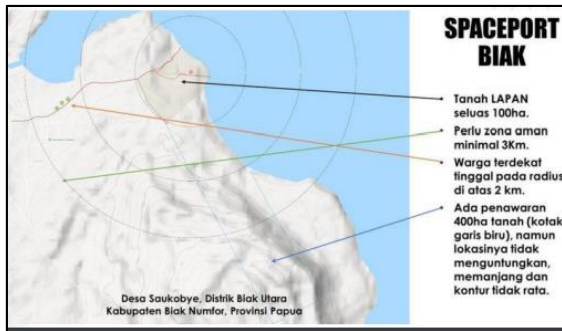 SPACEPORT
BIAK
Tanah LAPAN
seluas 100ha.
Perlu zona aman
minimal 3Km.
Warga terdekat
tinggal pada radius
di atas 2 km.
Ada penawaran
400ha tanah (kotak
garis biru), namun
lokasinya tidak
menguntungkan,
memanjang dan
kontur tidak rata.
Desa Saukobye, Distrik Biak Utara
Kabupaten Biak Numfor, Provinsi Papua